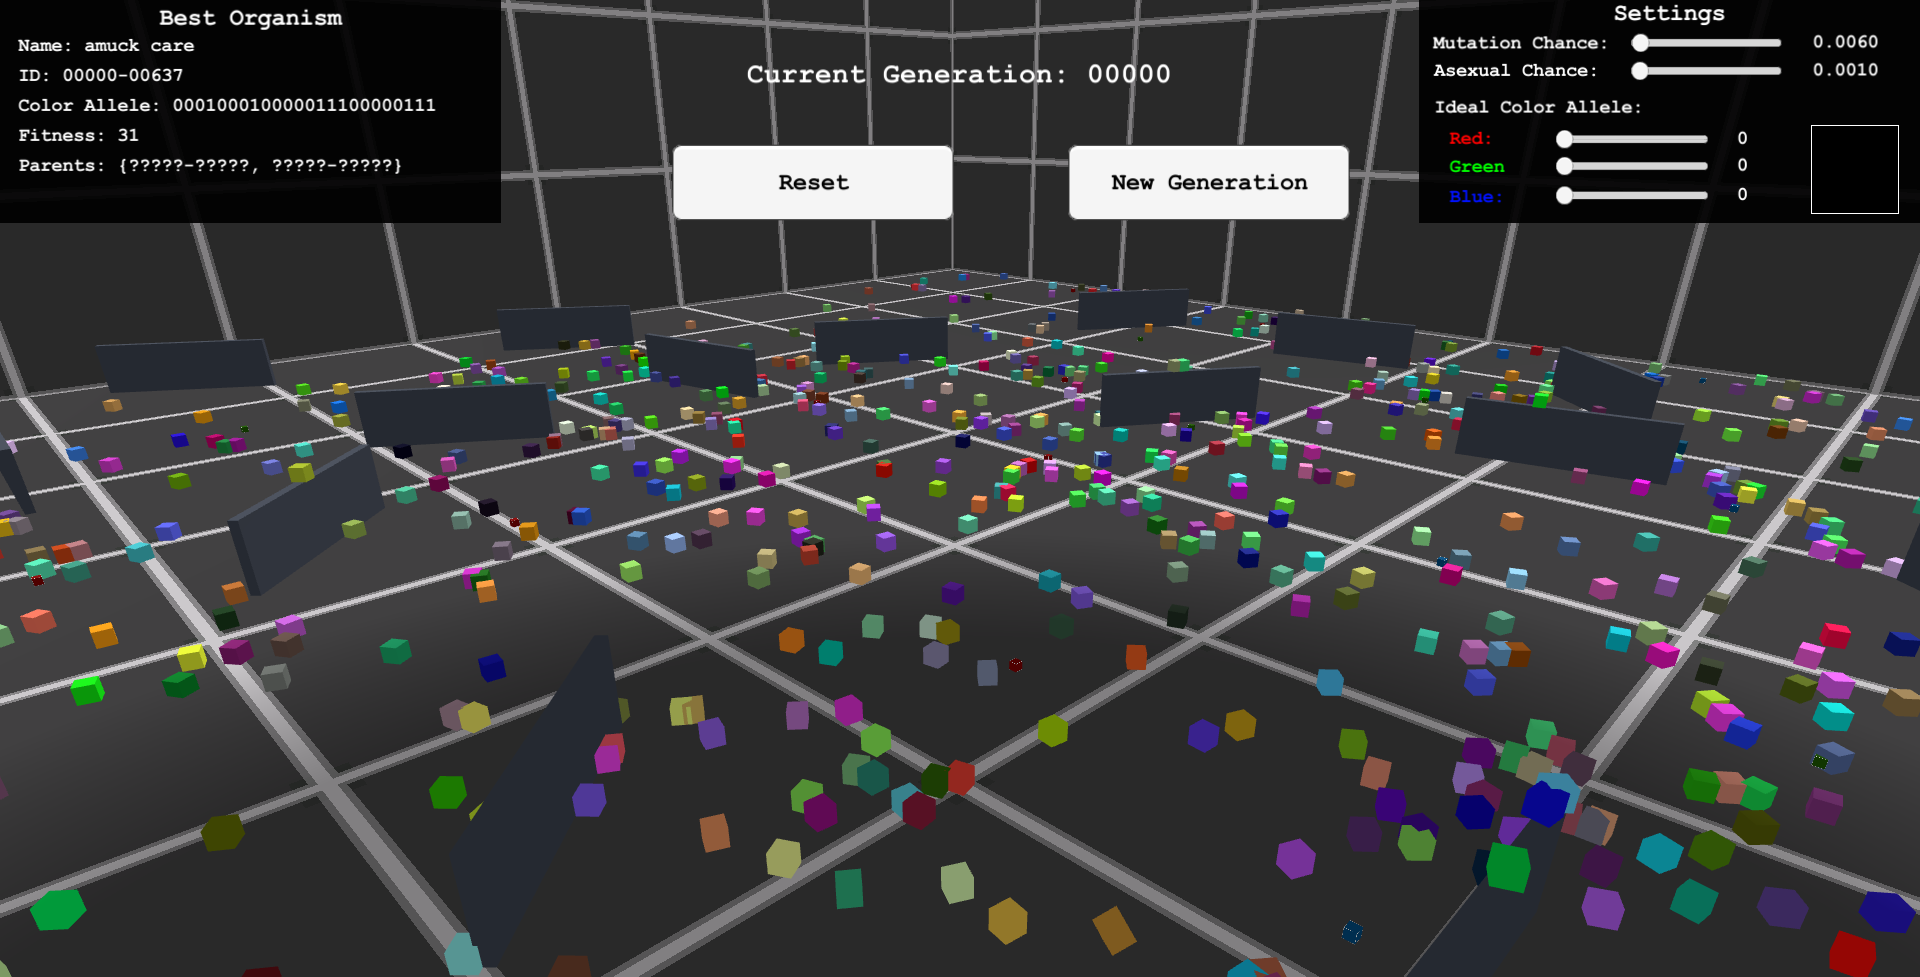 Best Organism
Name: amuck care
ID: 00000-00637
Color Allele: 000100010000011100000111
Fitness: 31
Parents: {?????-?????, ?????-?????}
Current Generation: 00000
Reset
New Generation
Settings
Mutation Chance: 0.0060
Asexual Chance: 0.0010
Ideal Color Allele:
Red: 0
Green 0
Blue: 0